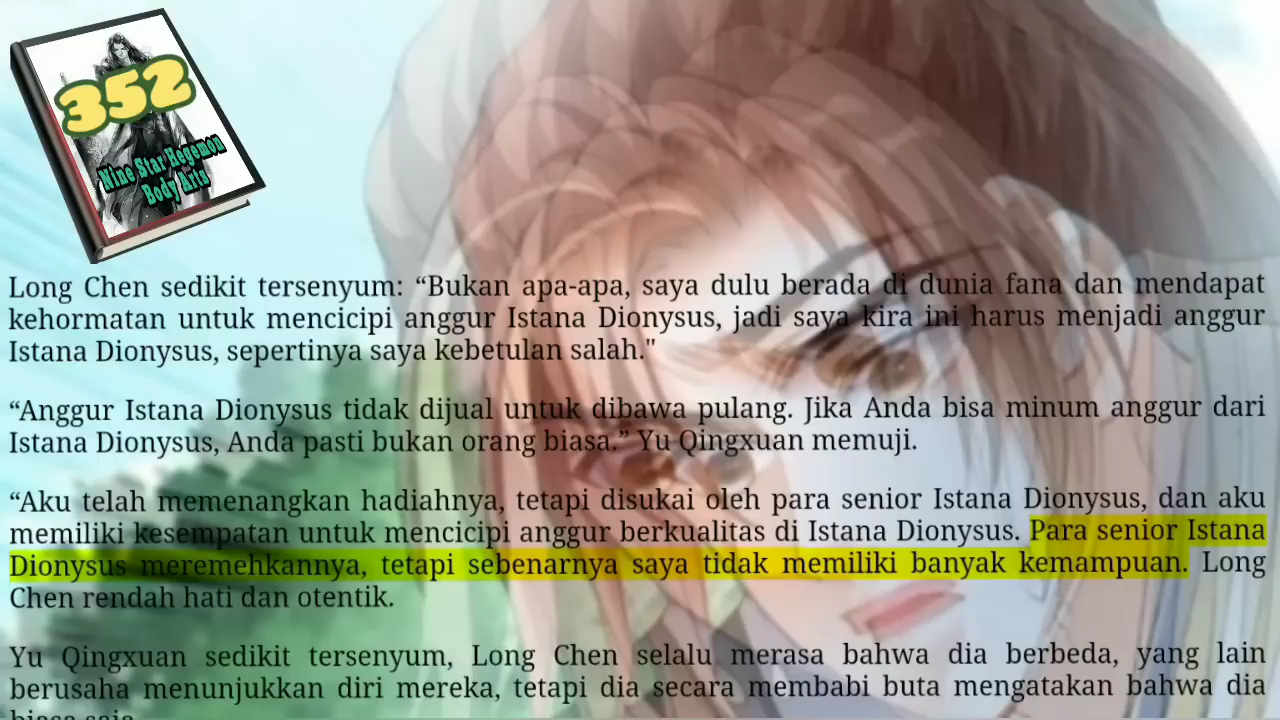 352
Nine Star Hegemon
Body Arts
Long Chen sedikit tersenyum: “Bukan apa-apa, saya dulu berada di dunia fana dan mendapat
kehormatan untuk mencicipi anggur Istana Dionysus, jadi saya kira ini harus menjadi anggur
Istana Dionysus, sepertinya saya kebetulan salah."
“Anggur Istana Dionysus tidak dijual untuk dibawa pulang. Jika Anda bisa minum anggur dari
Istana Dionysus, Anda pasti bukan orang biasa.” Yu Qingxuan memuji.
“Aku telah memenangkan hadiahnya, tetapi disukai oleh para senior Istana Dionysus, dan aku
memiliki kesempatan untuk mencicipi anggur berkualitas di Istana Dionysus. Para senior Istana
Dionysus meremehkannya, tetapi sebenarnya saya tidak memiliki banyak kemampuan. Long
Chen rendah hati dan otentik.
Yu Qingxuan sedikit tersenyum, Long Chen selalu merasa bahwa dia berbeda, yang lain
berusaha menunjukkan diri mereka, tetapi dia secara membabi buta mengatakan bahwa dia